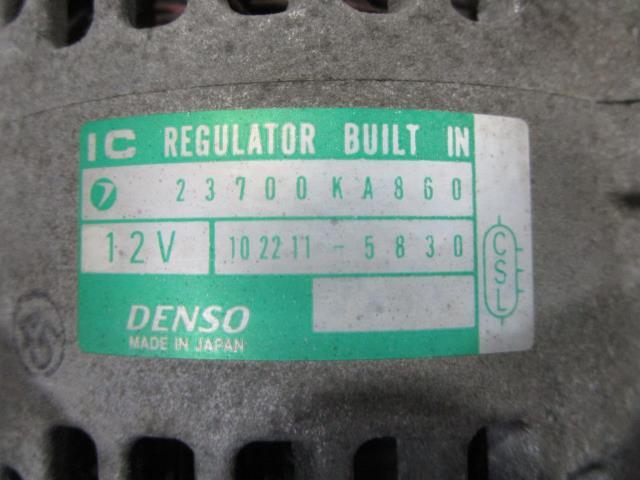 IC REGULATOR BUILT IN
23700KA860
12V 102211-5830
CSL
DENSO
MADE IN JAPAN